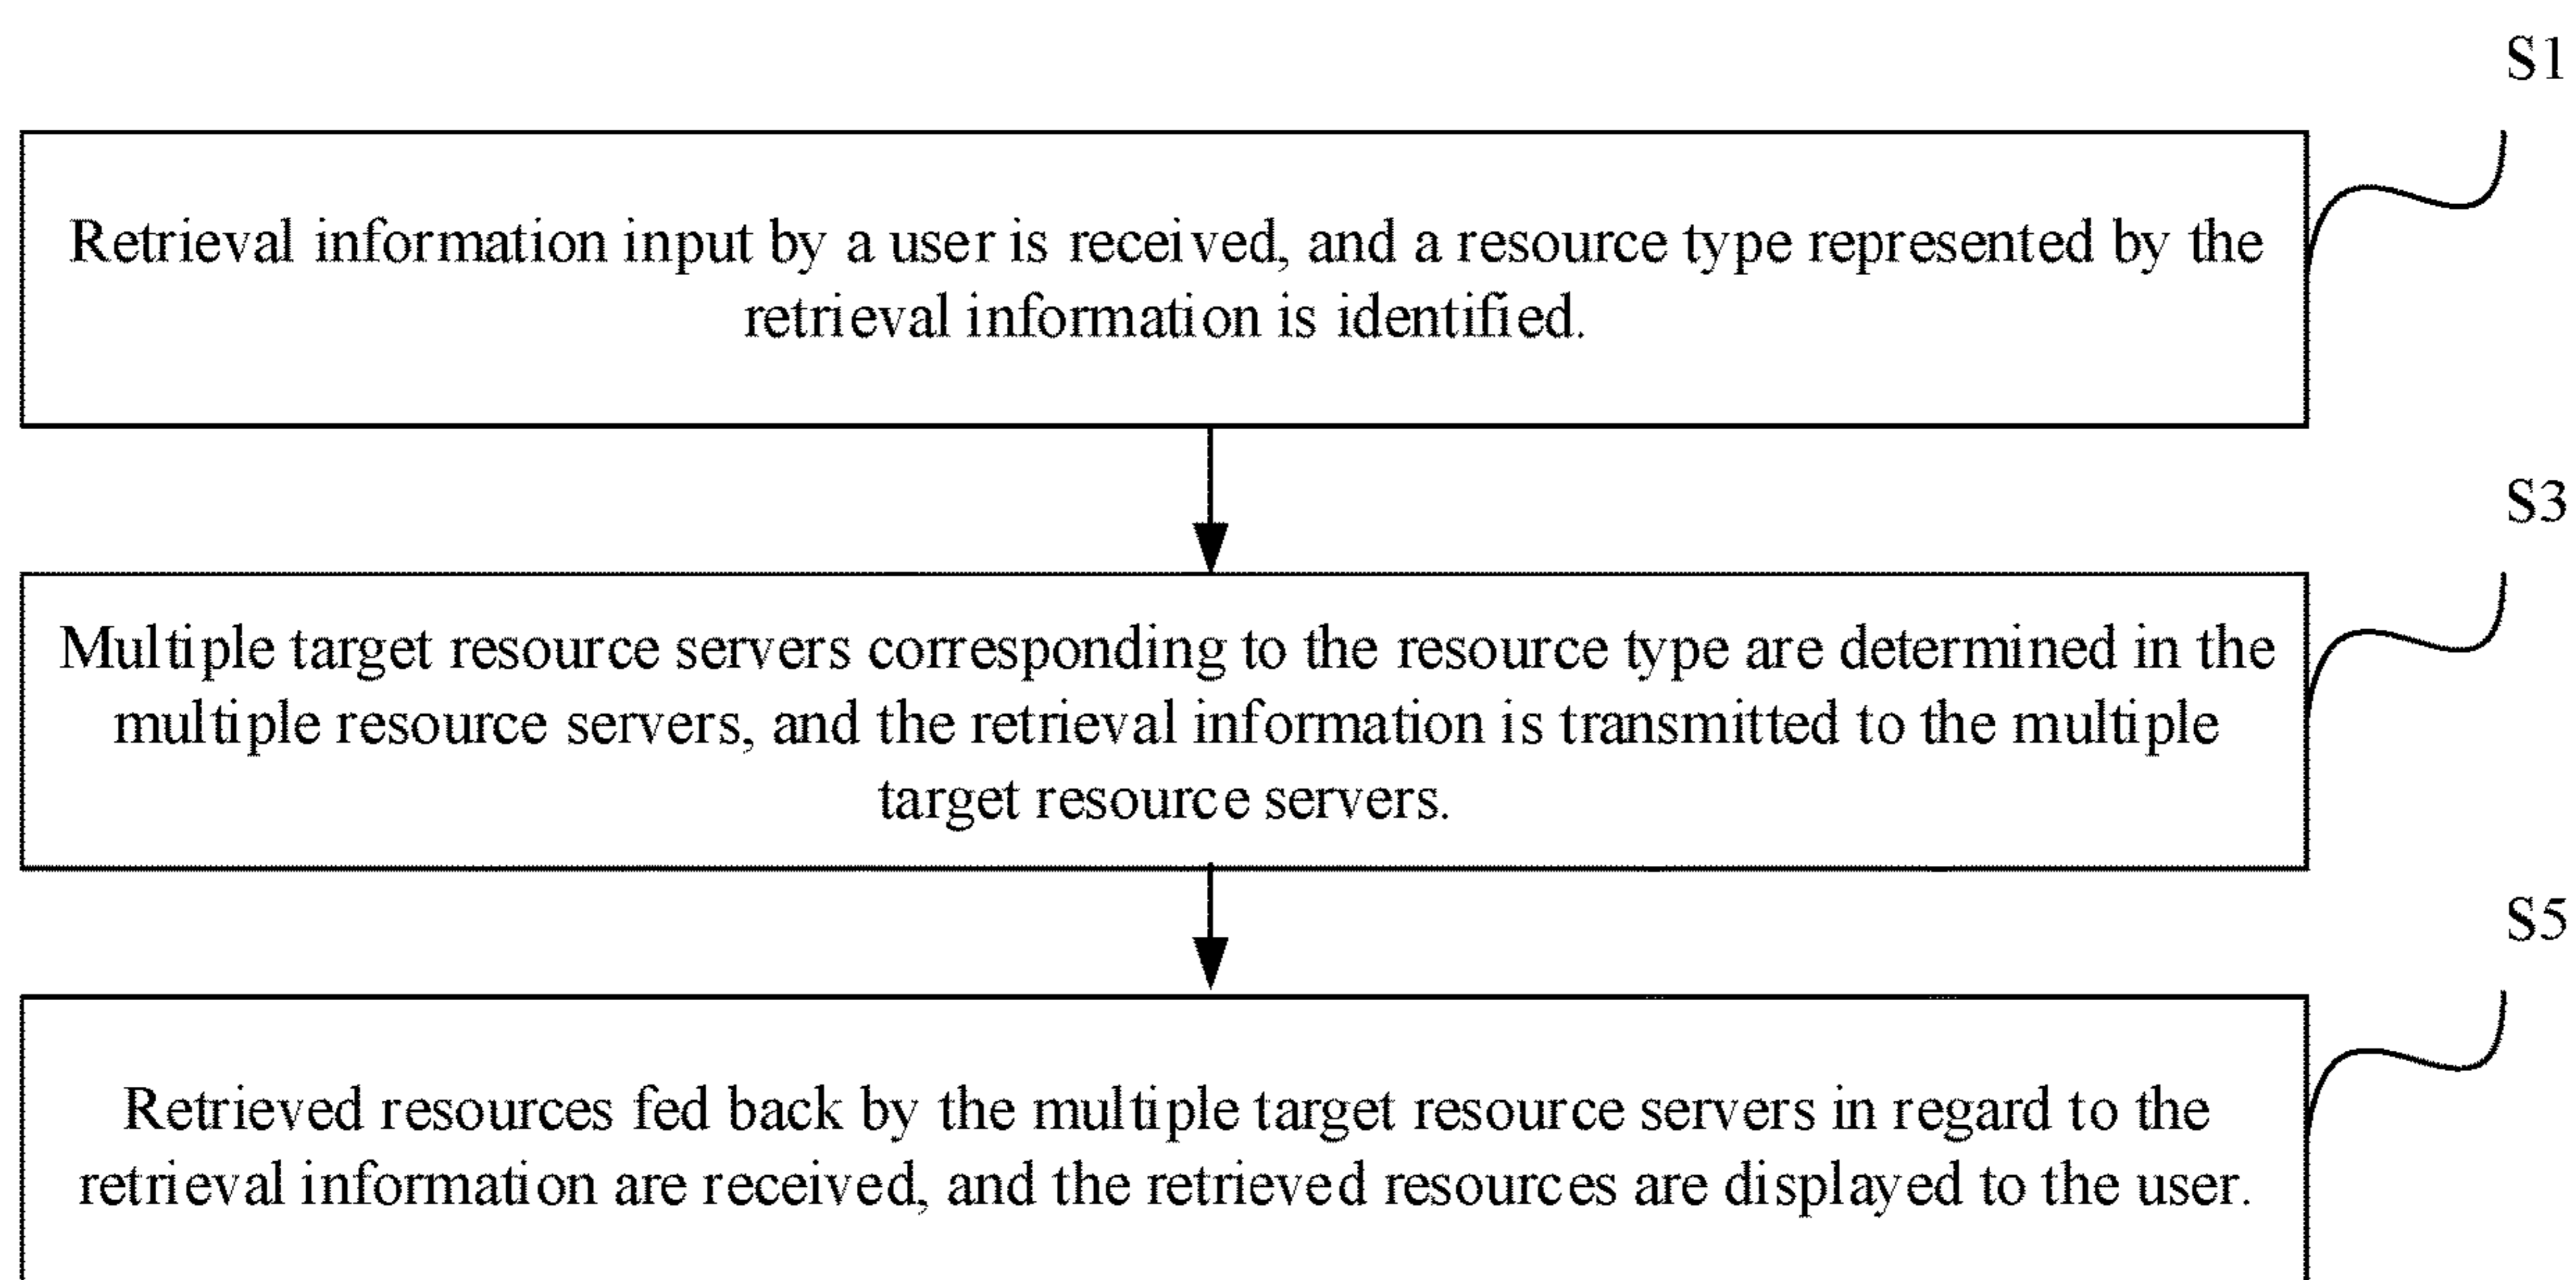 S1
Retrieval information input by a user is received, and a resource type represented by the
retrieval information is identified.
S3
Multiple target resource servers corresponding to the resource type are determined in the
multiple resource servers, and the retrieval information is transmitted to the multiple
target resource servers.
S5
Retrieved resources fed back by the multiple target resource servers in regard to the
retrieval information are received, and the retrieved resources are displayed to the user.